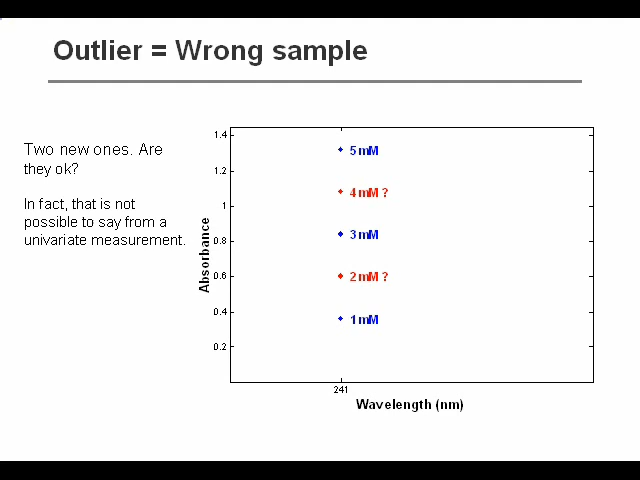 Outlier = Wrong sample
Two new ones. Are
they ok?
In fact, that is not
possible to say from a
univariate measurement.
1.4
1.2
1
0.8
0.6
0.4
0.2
Absorbance
5 mM
4 mM ?
3 mM
2 mM ?
1 mM
241
Wavelength (nm)